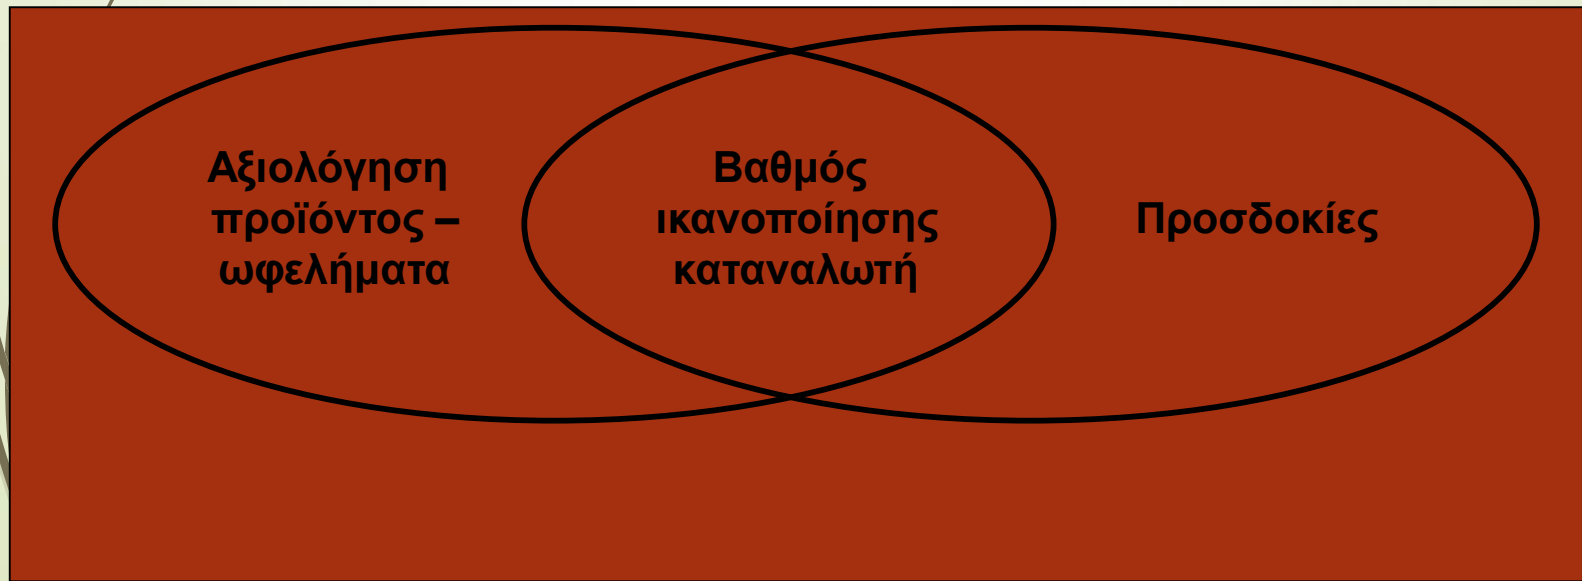 Αξιολόγηση
προϊόντος –
ωφελήματα
Βαθμός
ικανοποίησης
καταναλωτή
Προσδοκίες